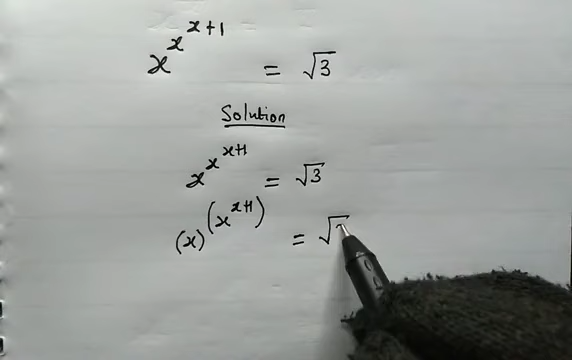 x^{x^{x+1}} = √3
Solution
x^{x^{x+1}} = √3
(x)^{(x^{x+1})} = √